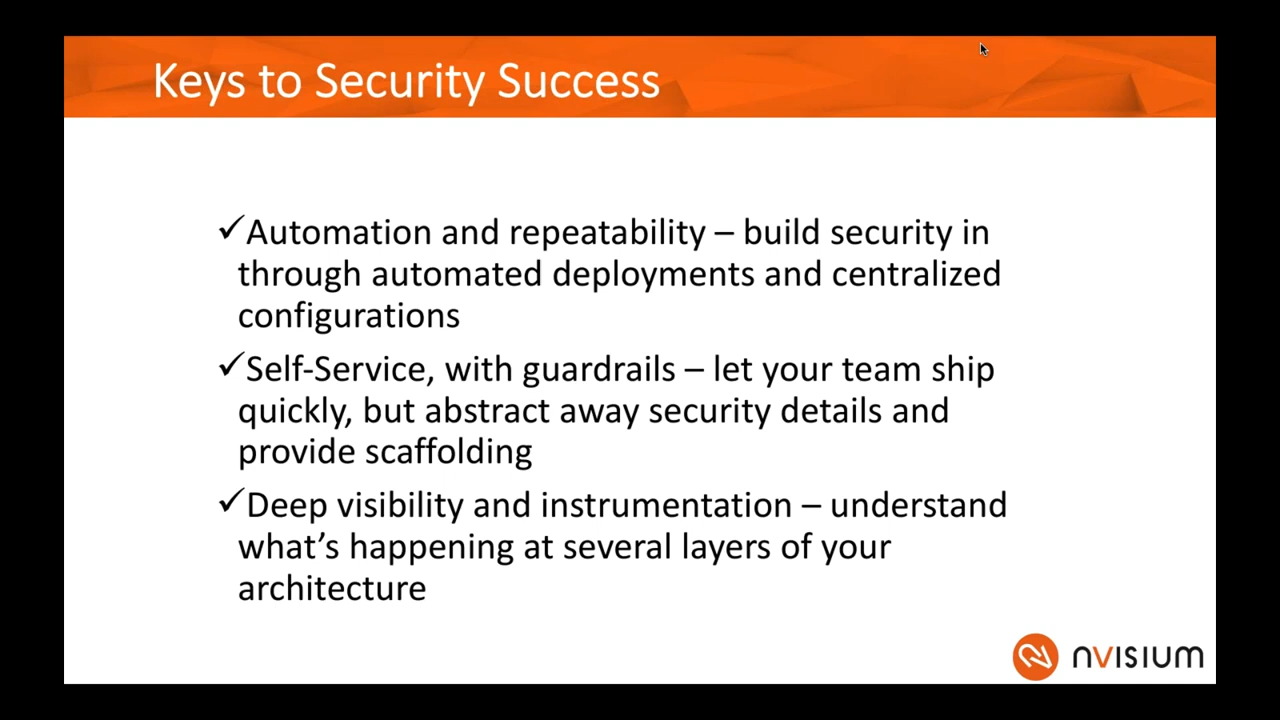 Keys to Security Success
✓Automation and repeatability – build security in
through automated deployments and centralized
configurations
✓Self-Service, with guardrails – let your team ship
quickly, but abstract away security details and
provide scaffolding
✓Deep visibility and instrumentation – understand
what’s happening at several layers of your
architecture
nVISIUM